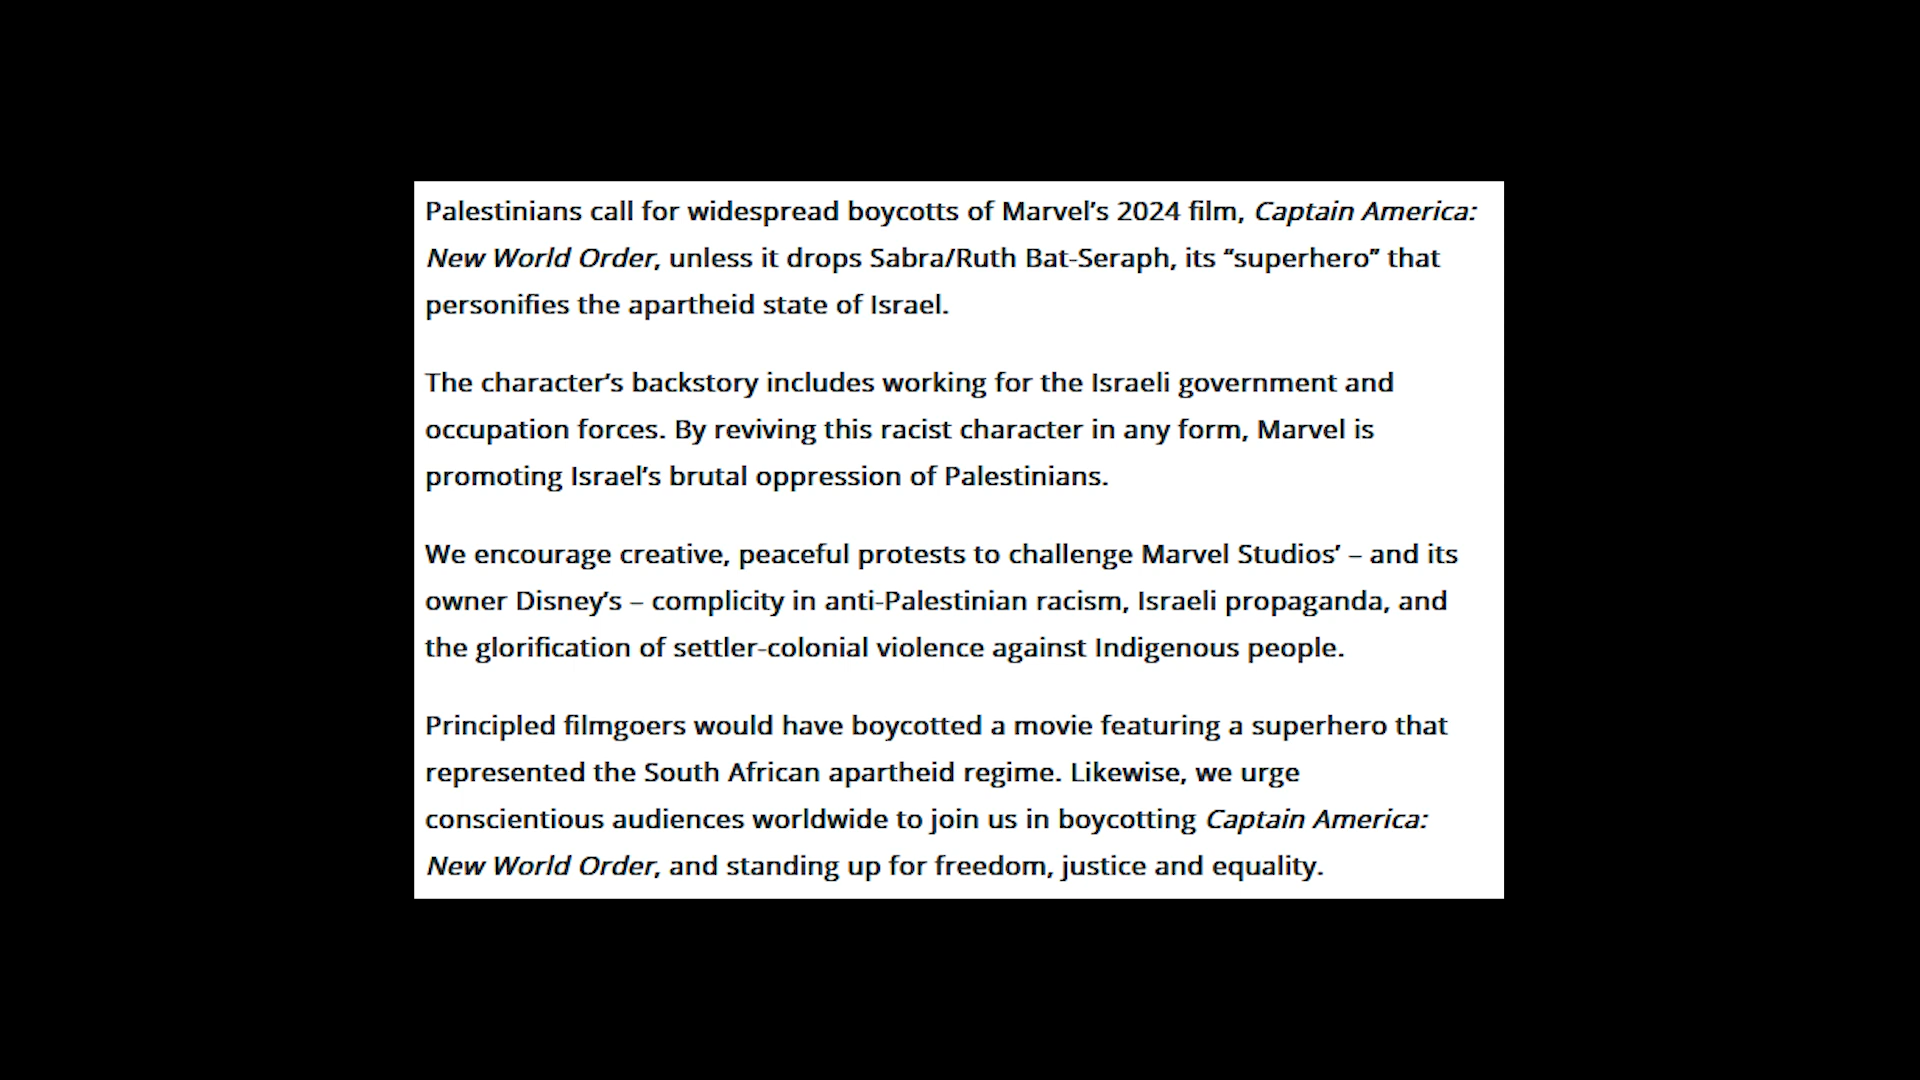 Palestinians call for widespread boycotts of Marvel’s 2024 film, Captain America:
New World Order, unless it drops Sabra/Ruth Bat-Seraph, its “superhero” that
personifies the apartheid state of Israel.
The character’s backstory includes working for the Israeli government and
occupation forces. By reviving this racist character in any form, Marvel is
promoting Israel’s brutal oppression of Palestinians.
We encourage creative, peaceful protests to challenge Marvel Studios’ – and its
owner Disney’s – complicity in anti-Palestinian racism, Israeli propaganda, and
the glorification of settler-colonial violence against Indigenous people.
Principled filmgoers would have boycotted a movie featuring a superhero that
represented the South African apartheid regime. Likewise, we urge
conscientious audiences worldwide to join us in boycotting Captain America:
New World Order, and standing up for freedom, justice and equality.